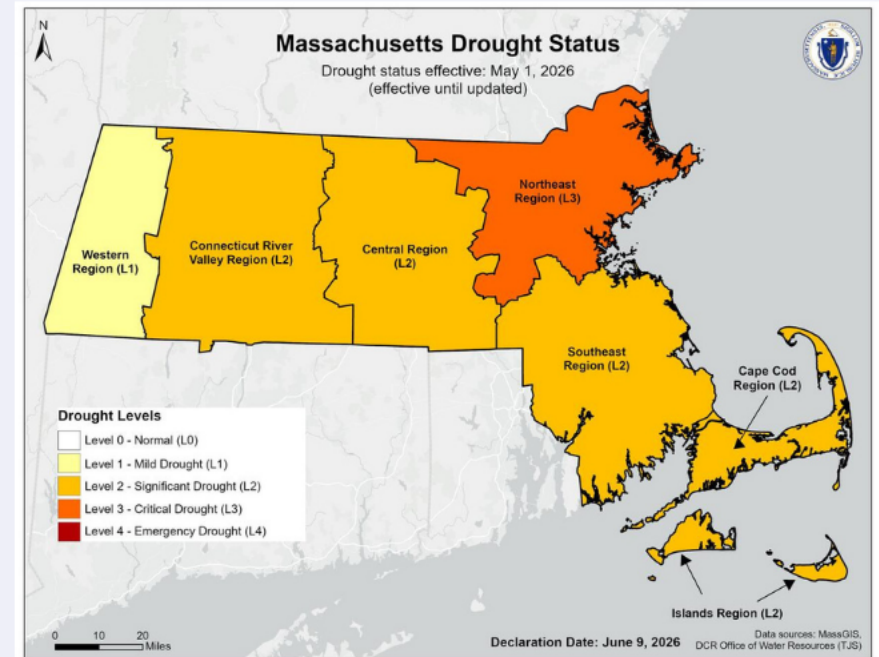 N
Massachusetts Drought Status
Drought status effective: May 1, 2026
(effective until updated)
Northeast
Region (L3)
Western
Region (L1)
Connecticut River
Valley Region (L2)
Central Region
(L2)
Southeast
Region (L2)
Cape Cod
Region (L2)
Drought Levels
Level 0 - Normal (L0)
Level 1 - Mild Drought (L1)
Level 2 - Significant Drought (L2)
Level 3 - Critical Drought (L3)
Level 4 - Emergency Drought (L4)
Islands Region (L2)
0 10 20
Miles
Declaration Date: June 9, 2026
Data sources: MassGIS,
DCR Office of Water Resources (TJS)